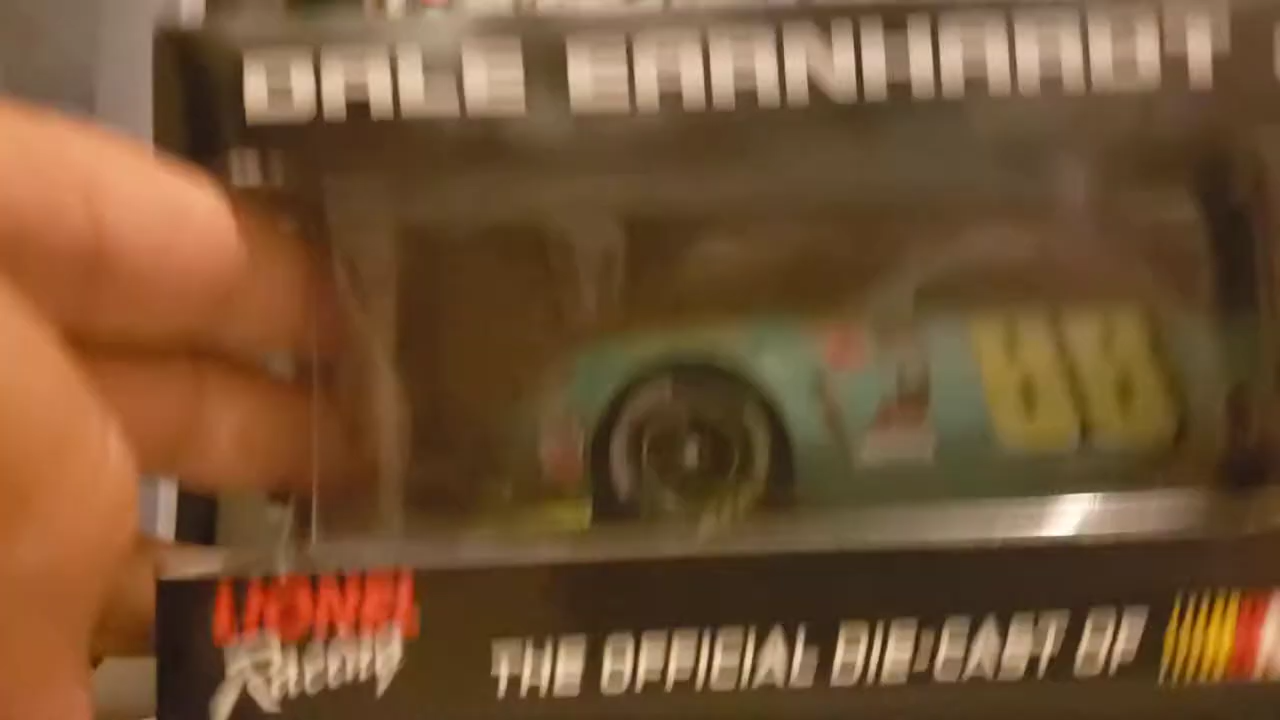 DALE EARNHARDT
88
LIONEL
Racing
THE OFFICIAL DIE-CAST OF